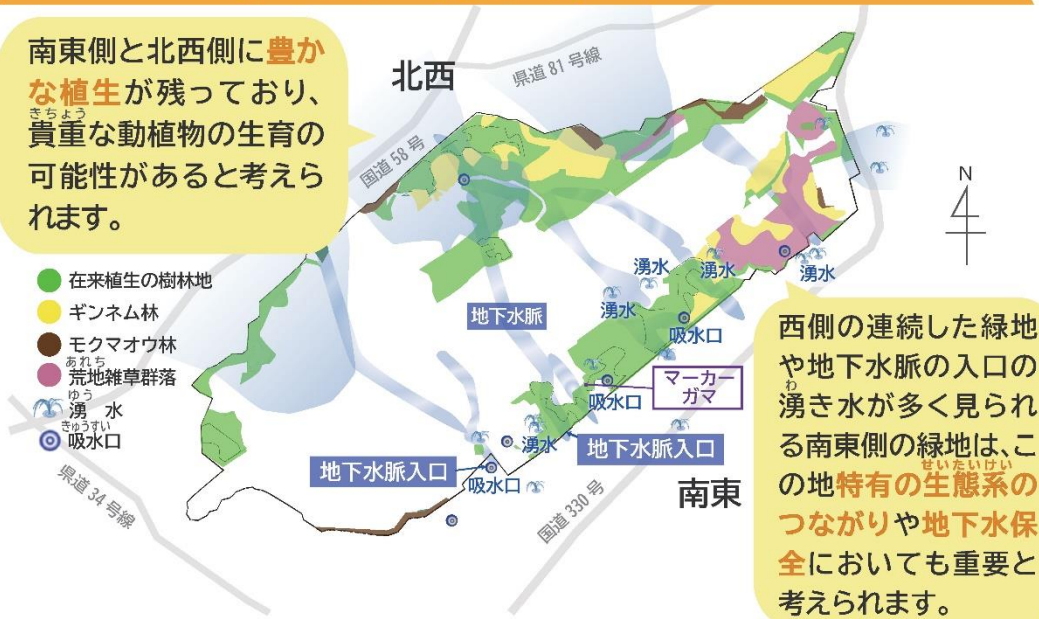 南東側と北西側に豊か
な植生が残っており、
きちょう
貴重な動植物の生育の
可能性があると考えら
れます。
北西
県道81号線
国道58号
N
在来植生の樹林地
ギンネム林
モクマオウ林
あれち
荒地雑草群落
ゆう
湧 水
きゅうすい
吸水口
湧水
湧水
湧水
湧水
地下水脈
吸水口
マーカー
ガマ
吸水口
湧水
地下水脈入口
地下水脈入口
吸水口
南東
県道34号線
国道330号
西側の連続した緑地
や地下水脈の入口の
わ
湧き水が多く見られ
る南東側の緑地は、こ
せいたいけい
の地特有の生態系の
つながりや地下水保
全においても重要と
考えられます。